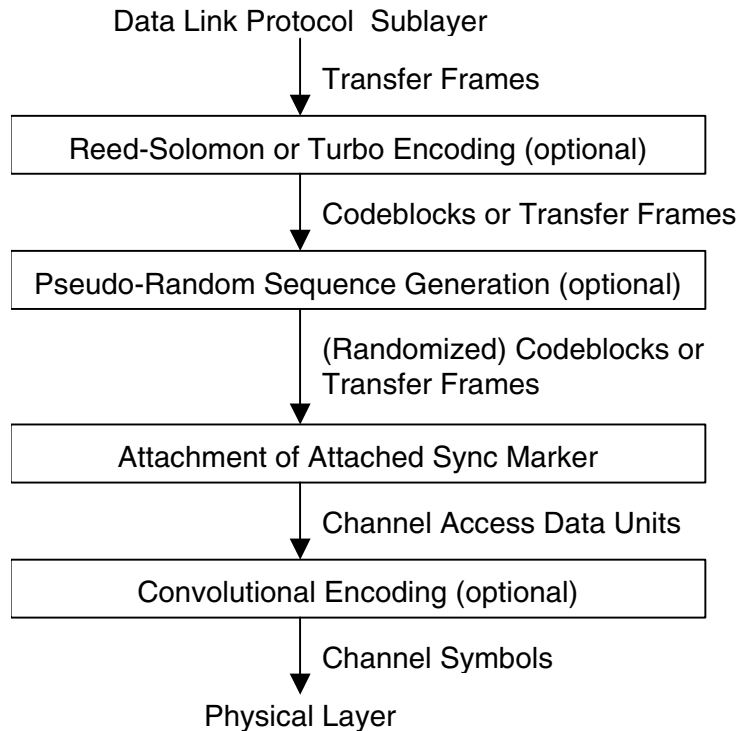 Data Link Protocol Sublayer
Transfer Frames
Reed-Solomon or Turbo Encoding (optional)
Codeblocks or Transfer Frames
Pseudo-Random Sequence Generation (optional)
(Randomized) Codeblocks or
Transfer Frames
Attachment of Attached Sync Marker
Channel Access Data Units
Convolutional Encoding (optional)
Channel Symbols
Physical Layer